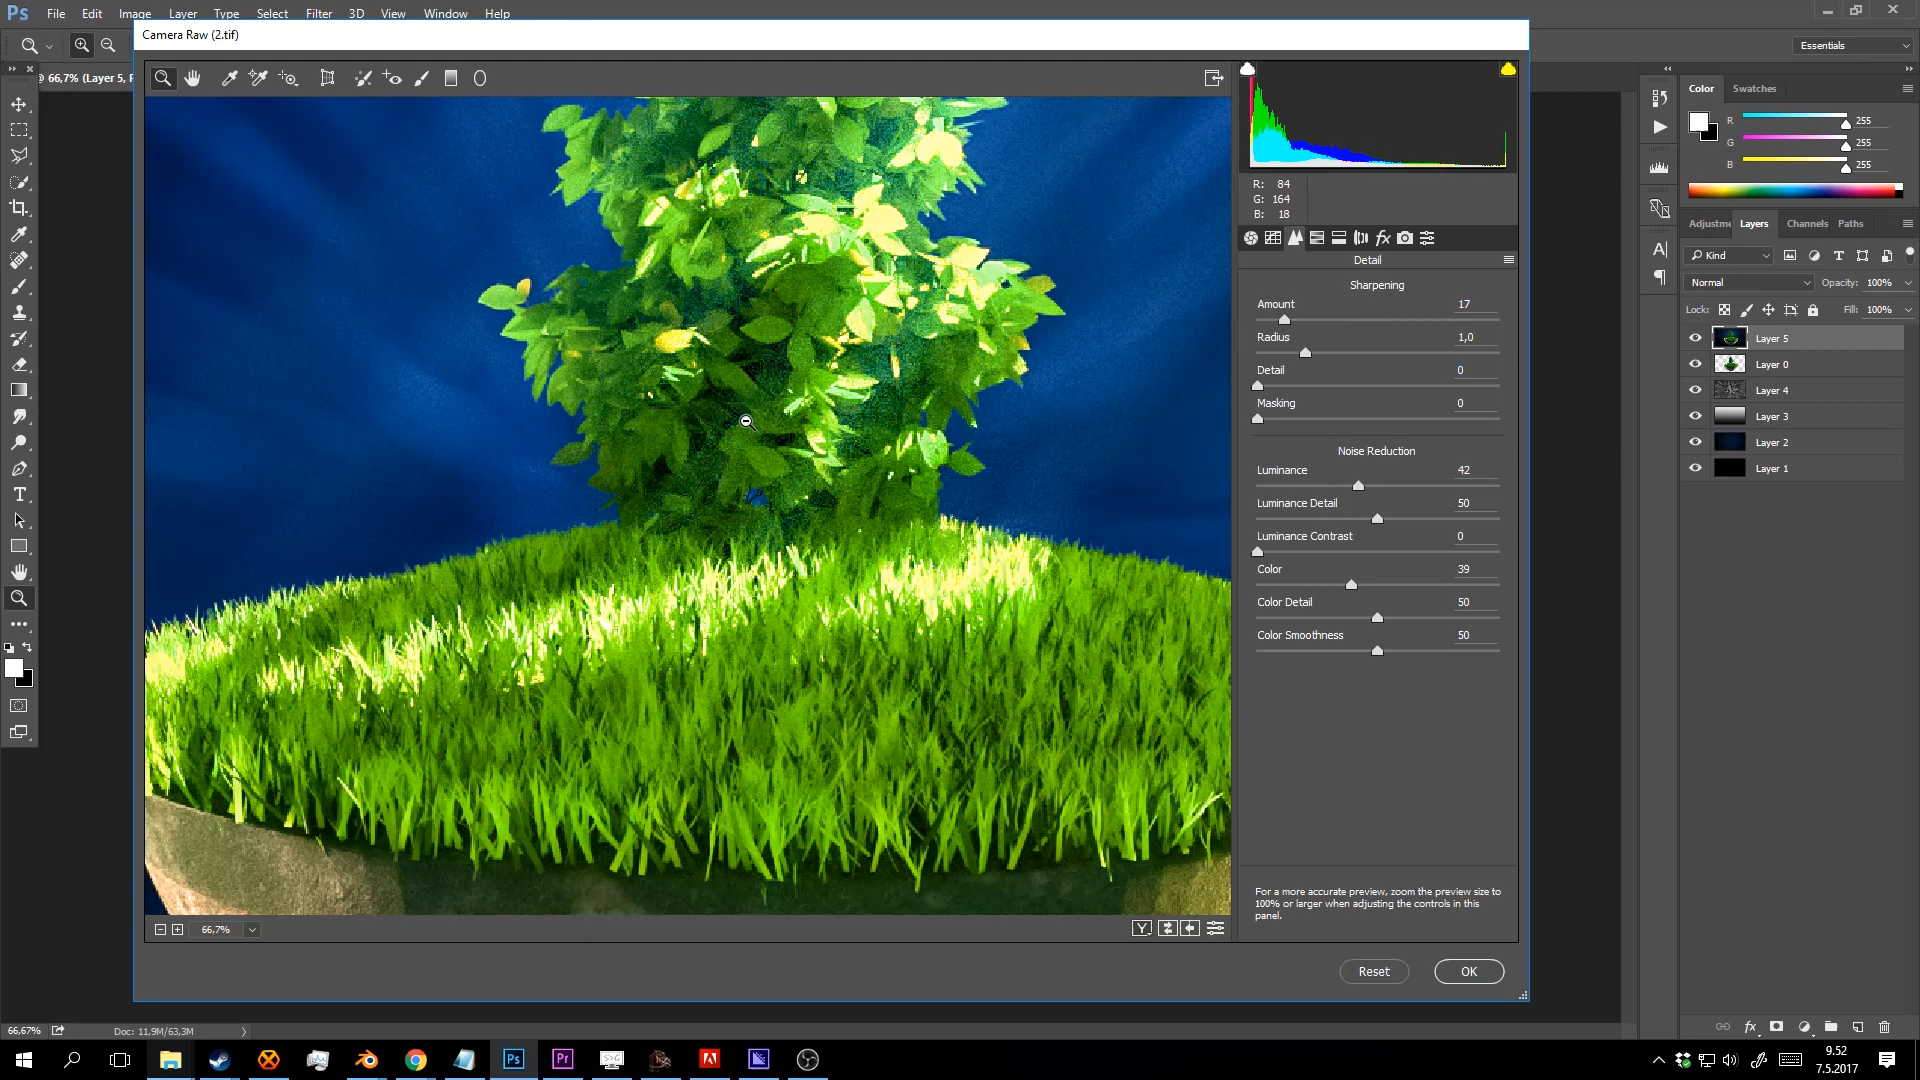 Ps File Edit Image Layer Type Select Filter 3D View Window Help
Camera Raw (2.tif)
Essentials
@ 66,7% (Layer 5,
Color Swatches
R 255
G 255
B 255
R: 84
G: 164
B: 18
Adjustme Layers Channels Paths
Detail
Kind
Sharpening
Normal Opacity: 100%
Amount 17
Lock: Fill: 100%
Radius 1,0
Layer 5
Detail 0
Layer 0
Layer 4
Masking 0
Layer 3
Layer 2
Noise Reduction
Luminance 42
Layer 1
Luminance Detail 50
Luminance Contrast 0
Color 39
Color Detail 50
Color Smoothness 50
For a more accurate preview, zoom the preview size to
100% or larger when adjusting the controls in this
panel.
66,7%
Reset OK
66,67% Doc: 11,9M/63,3M
Ps Pr
9.52
7.5.2017